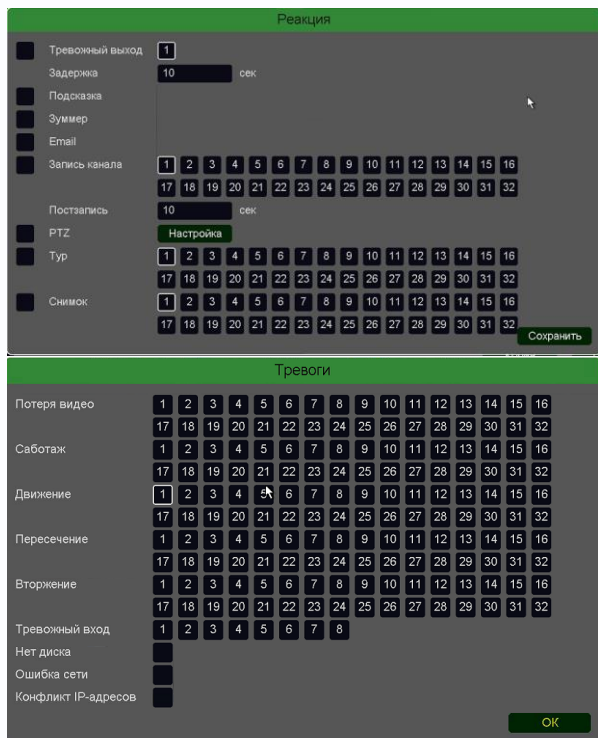 Реакция
Тревожный выход 1
Задержка 10 сек
Подсказка
Зуммер
Email
Запись канала 1 2 3 4 5 6 7 8 9 10 11 12 13 14 15 16
17 18 19 20 21 22 23 24 25 26 27 28 29 30 31 32
Постзапись 10 сек
PTZ Настройка
Тур 1 2 3 4 5 6 7 8 9 10 11 12 13 14 15 16
17 18 19 20 21 22 23 24 25 26 27 28 29 30 31 32
Снимок 1 2 3 4 5 6 7 8 9 10 11 12 13 14 15 16
17 18 19 20 21 22 23 24 25 26 27 28 29 30 31 32
Сохранить
Тревоги
Потеря видео 1 2 3 4 5 6 7 8 9 10 11 12 13 14 15 16
17 18 19 20 21 22 23 24 25 26 27 28 29 30 31 32
Саботаж 1 2 3 4 5 6 7 8 9 10 11 12 13 14 15 16
17 18 19 20 21 22 23 24 25 26 27 28 29 30 31 32
Движение 1 2 3 4 5 6 7 8 9 10 11 12 13 14 15 16
17 18 19 20 21 22 23 24 25 26 27 28 29 30 31 32
Пересечение 1 2 3 4 5 6 7 8 9 10 11 12 13 14 15 16
17 18 19 20 21 22 23 24 25 26 27 28 29 30 31 32
Вторжение 1 2 3 4 5 6 7 8 9 10 11 12 13 14 15 16
17 18 19 20 21 22 23 24 25 26 27 28 29 30 31 32
Тревожный вход 1 2 3 4 5 6 7 8
Нет диска
Ошибка сети
Конфликт IP-адресов
ОК